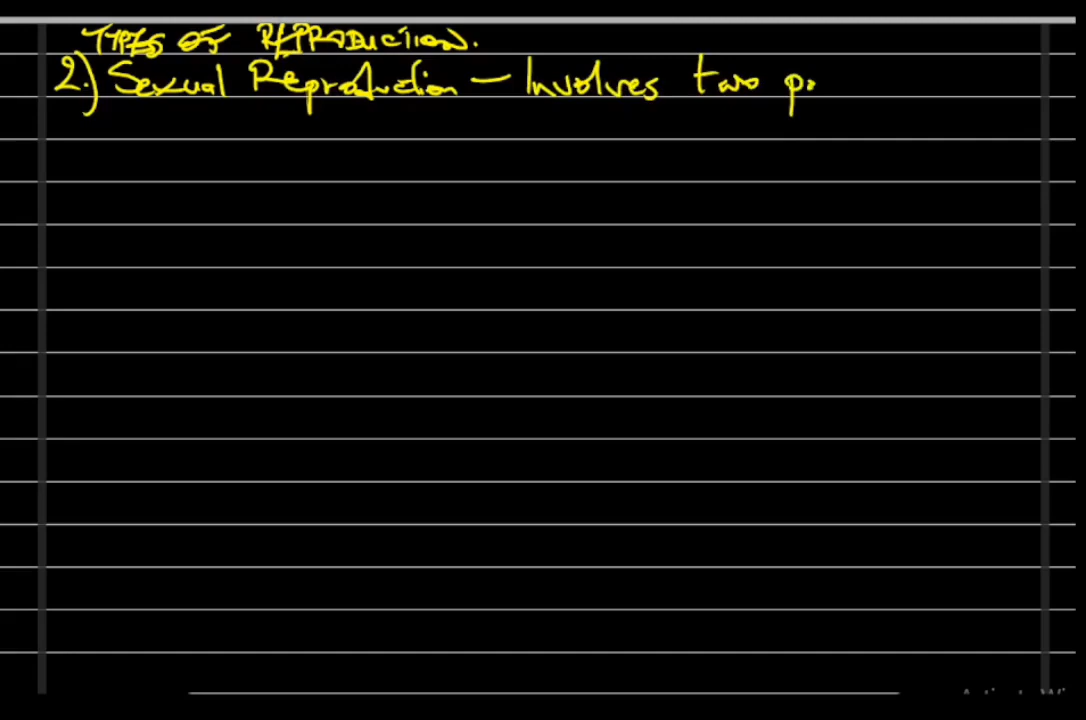 TYPES OF REPRODUCTION.
2.) Sexual Reproduction – Involves two p